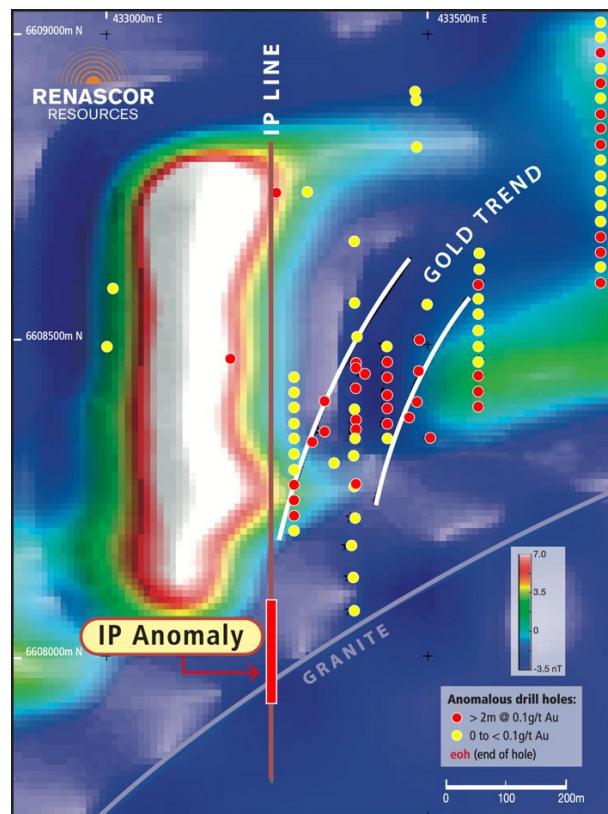 433000m E
433500m E
6609000m N
RENASCOR
RESOURCES
IP LINE
GOLD TREND
6608500m N
7.0
3.5
0
-3.5 nT
IP Anomaly
6608000m N
GRANITE
Anomalous drill holes:
> 2m @ 0.1g/t Au
0 to < 0.1g/t Au
eoh (end of hole)
0 100 200m